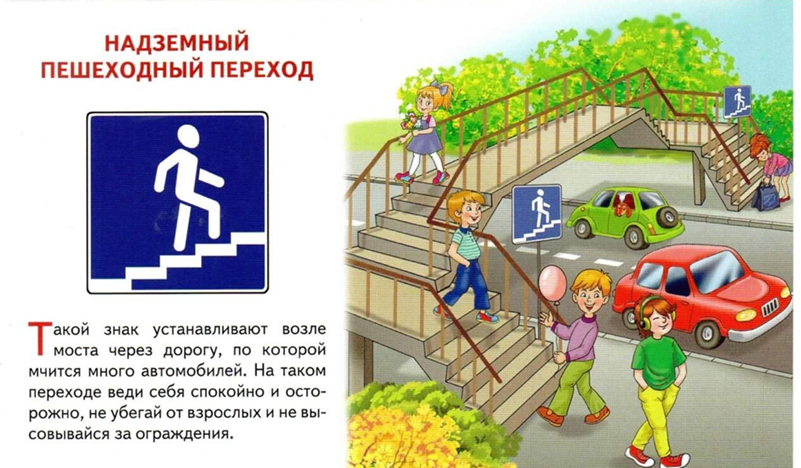 НАДЗЕМНЫЙ
ПЕШЕХОДНЫЙ ПЕРЕХОД
Такой знак устанавливают возле
моста через дорогу, по которой
мчится много автомобилей. На таком
переходе веди себя спокойно и осто-
рожно, не убегай от взрослых и не вы-
совывайся за ограждения.